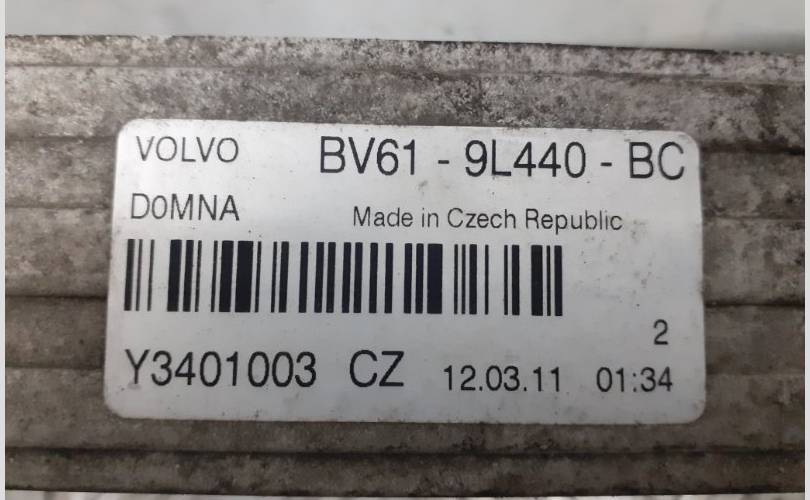 VOLVO BV61 - 9L440 - BC
D0MNA Made in Czech Republic
2
Y3401003 CZ 12.03.11 01:34